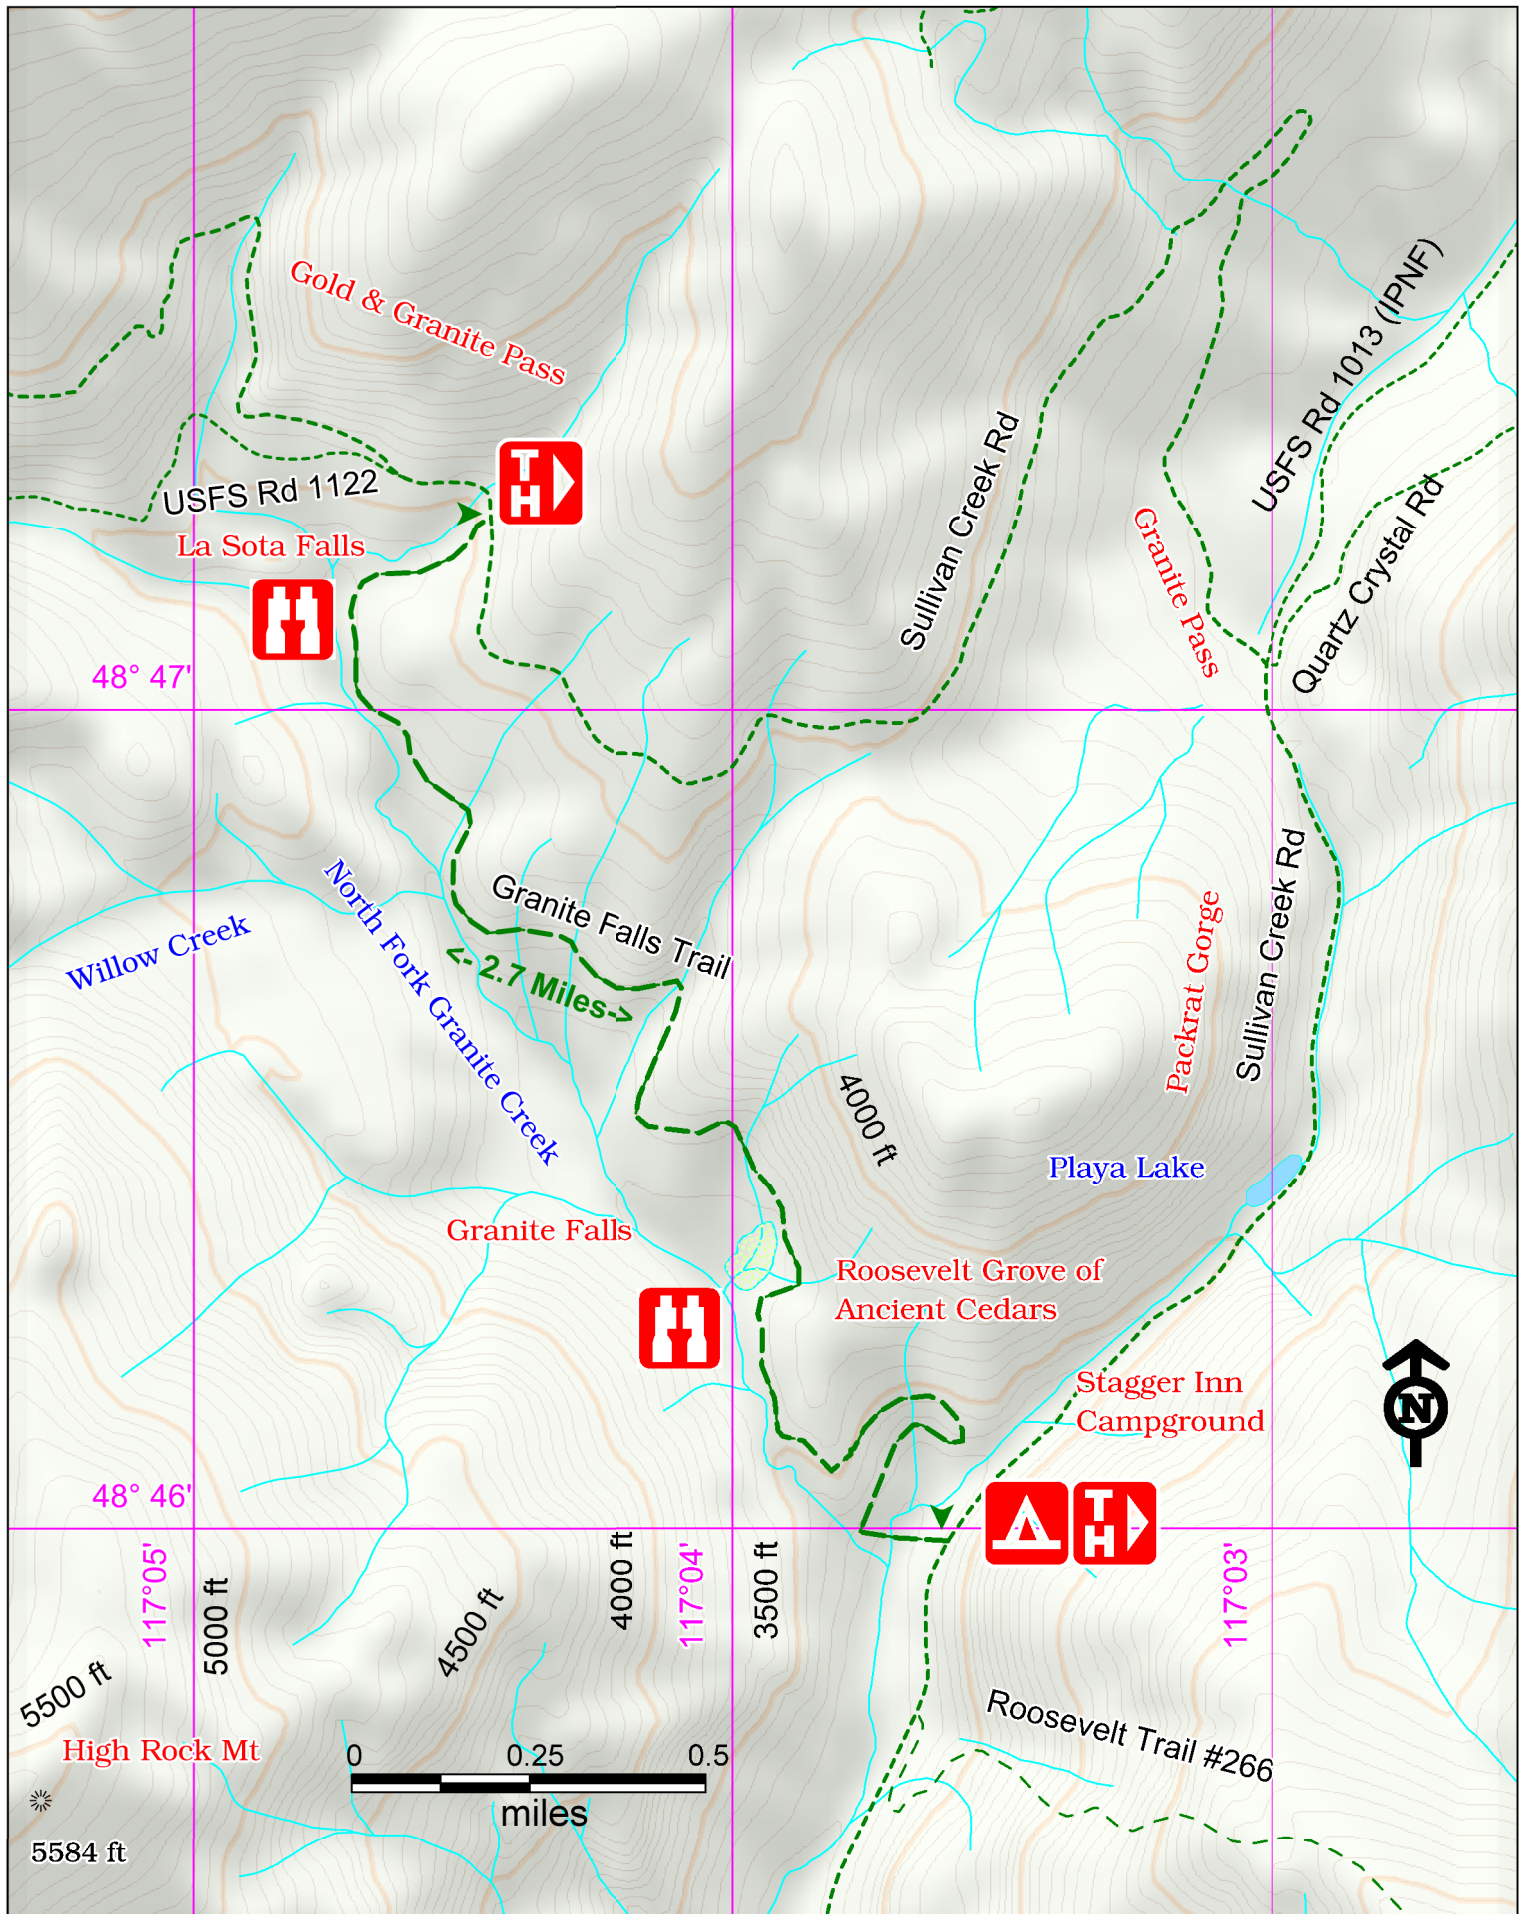 Gold & Granite Pass
USFS Rd 1013 (IPNF)
TH
USFS Rd 1122
La Sota Falls
Sullivan Creek Rd
Granite Pass
Quartz Crystal Rd
48° 47'
Granite Falls Trail
<- 2.7 Miles->
Willow Creek
North Fork Granite Creek
Packrat Gorge
Sullivan Creek Rd
4000 ft
Playa Lake
Granite Falls
Roosevelt Grove of
Ancient Cedars
Stagger Inn
Campground
N
48° 46'
TH
117°05'
5000 ft
4500 ft
4000 ft
117°04'
3500 ft
117°03'
5500 ft
High Rock Mt
5584 ft
Roosevelt Trail #266
0 0.25 0.5
miles